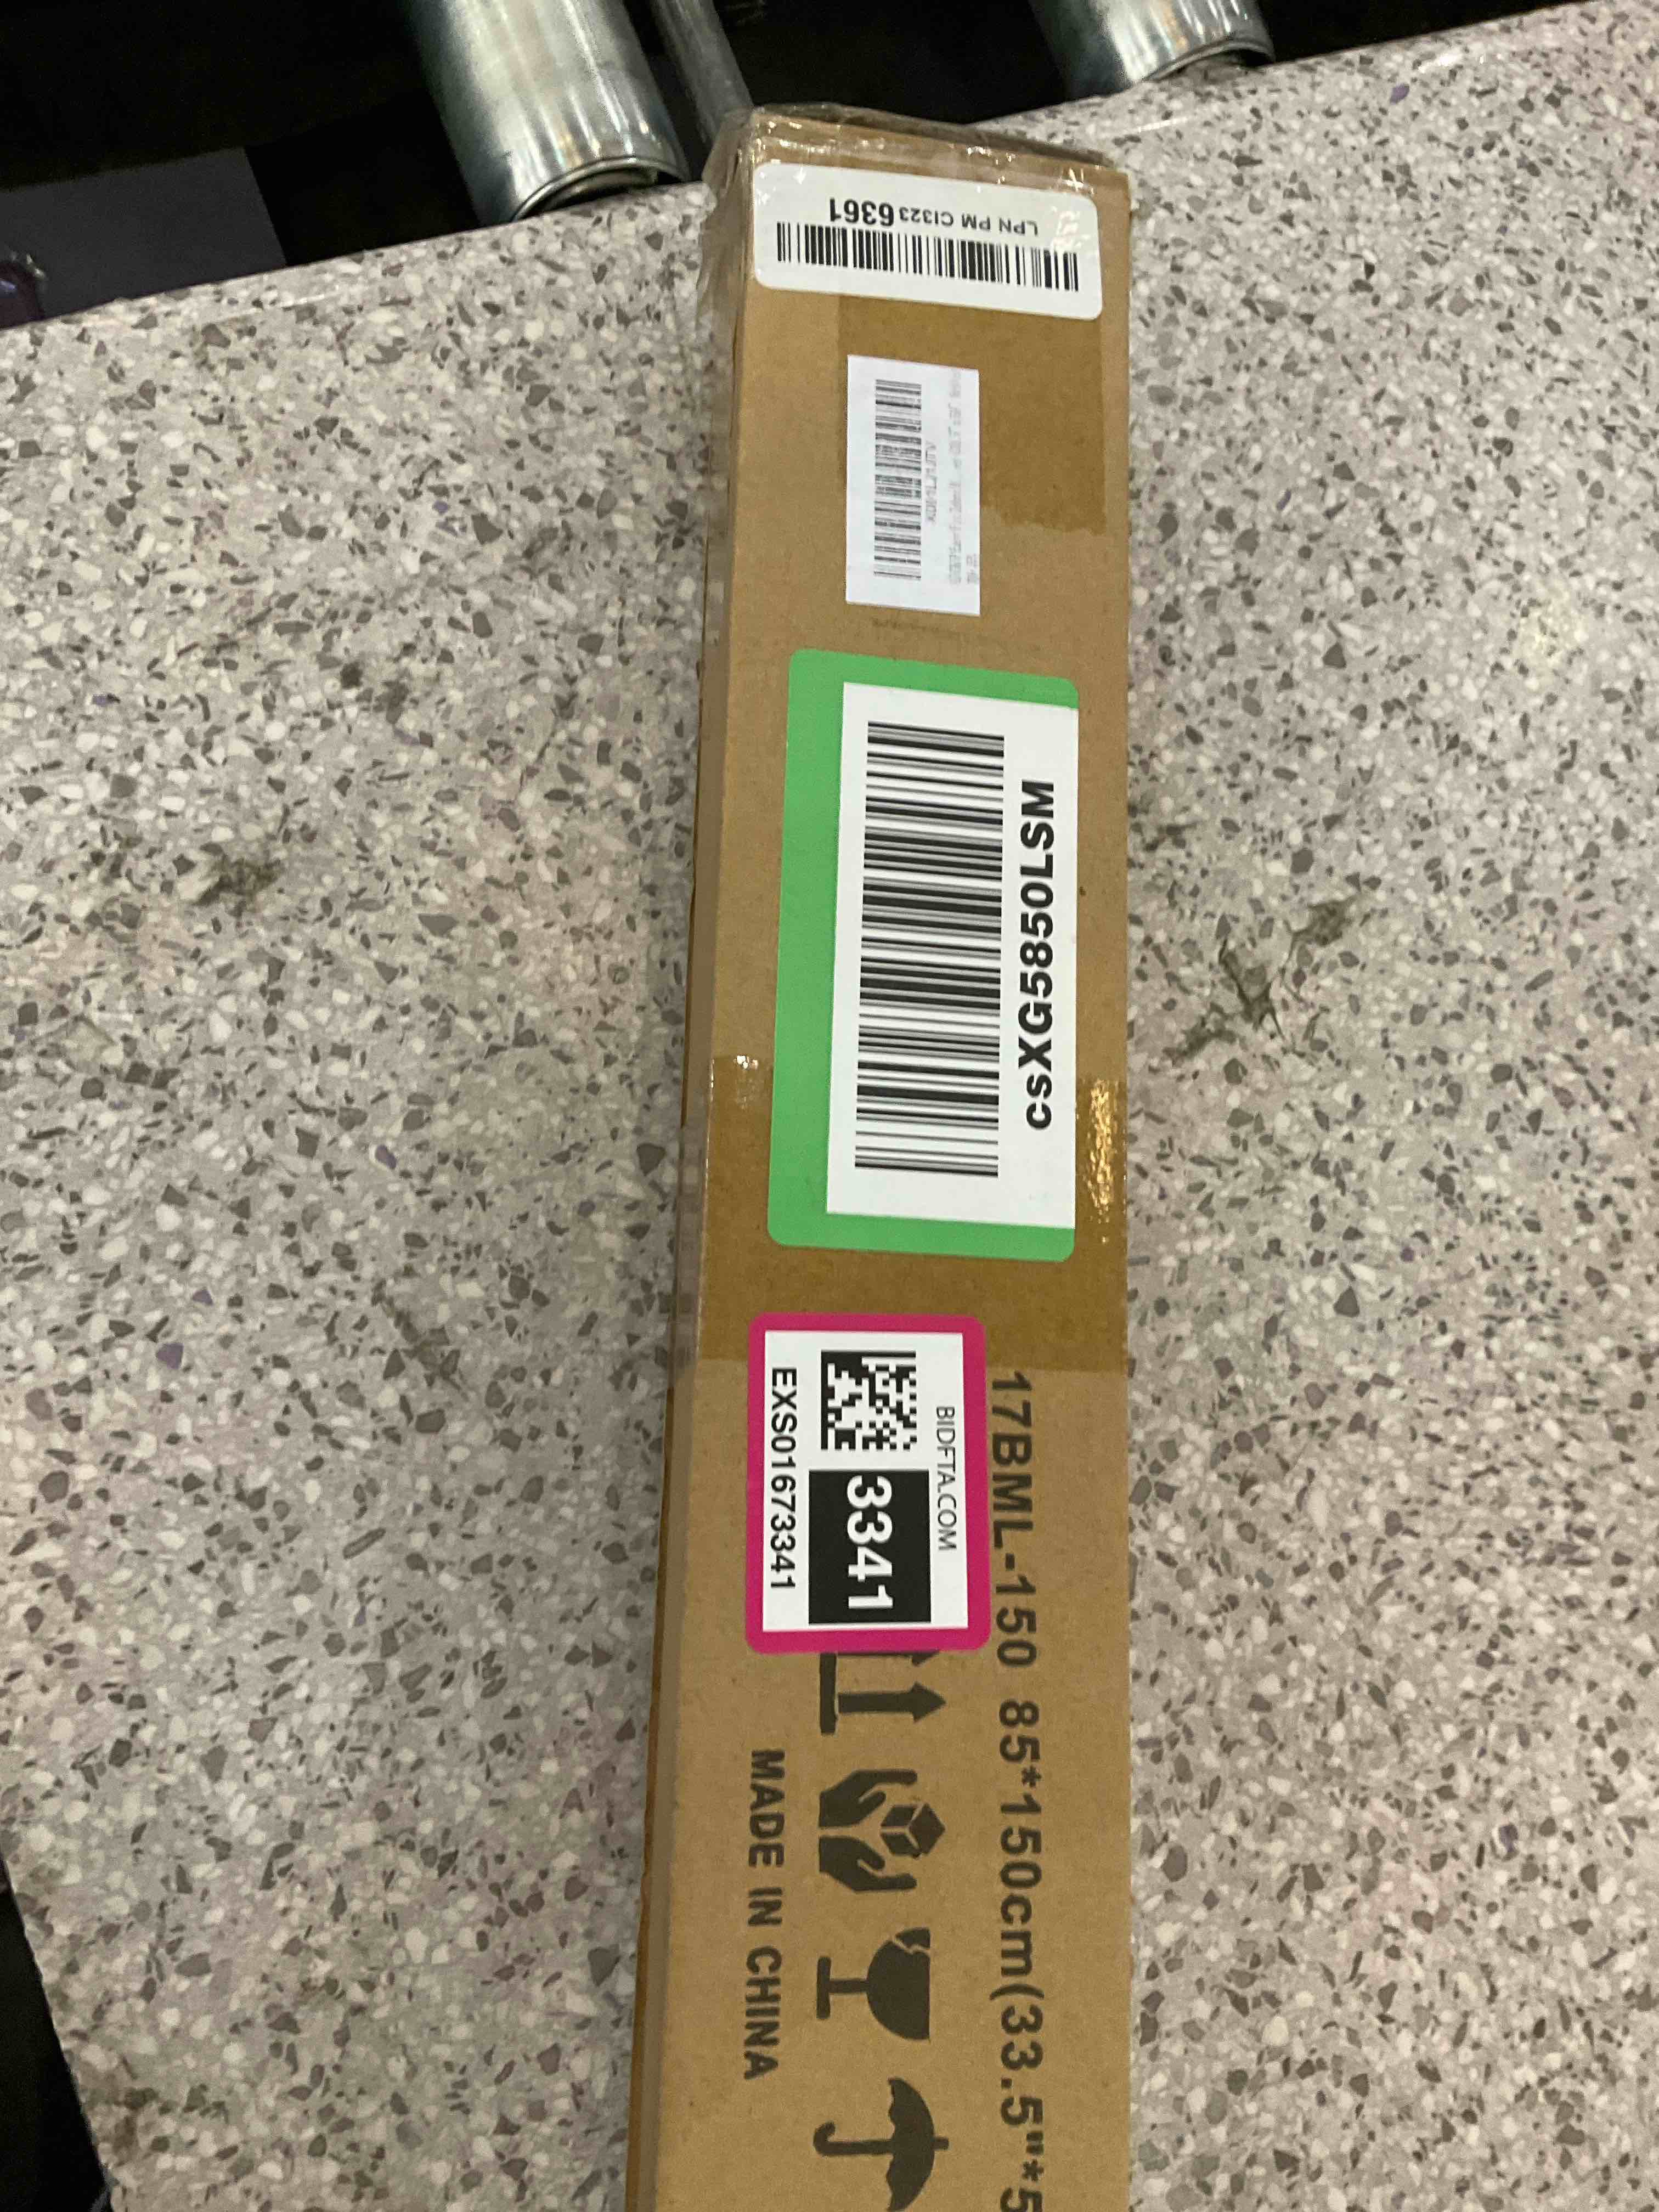 LPN PM CI323 6361
csXG5850LSM
BIDFTA.COM
3341
EXS01673341
17BML-150 85*150cm(33.5"*5
MADE IN CHINA